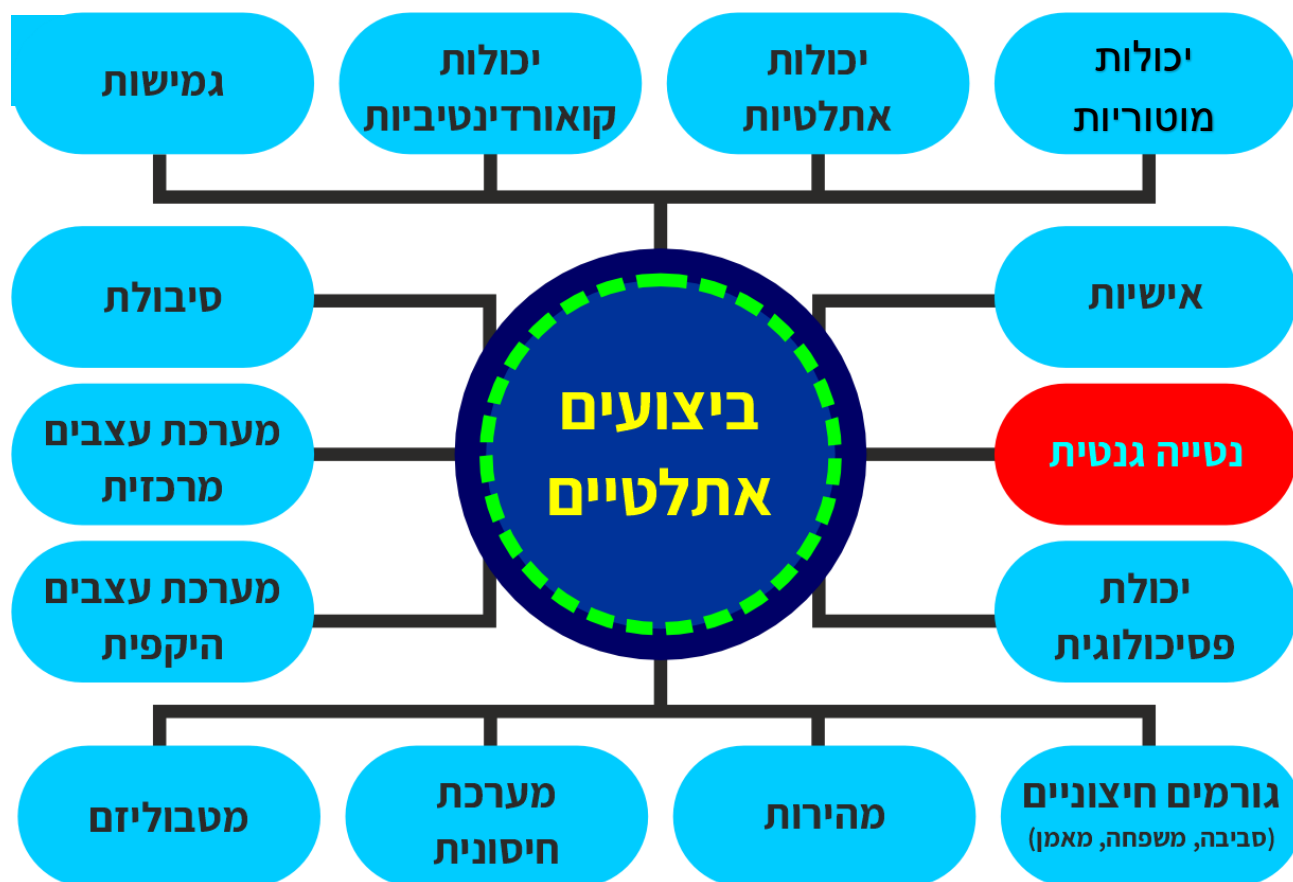 יכולות
מוטוריות
יכולות
אתלטיות
יכולות
קואורדינטיביות
גמישות
אישיות
סיבולת
נטייה גנטית
ביצועים
אתלטיים
מערכת עצבים
מרכזית
יכולת
פסיכולוגית
מערכת עצבים
היקפית
גורמים חיצוניים
(סביבה, משפחה, מאמן)
מהירות
מערכת
חיסונית
מטבוליזם